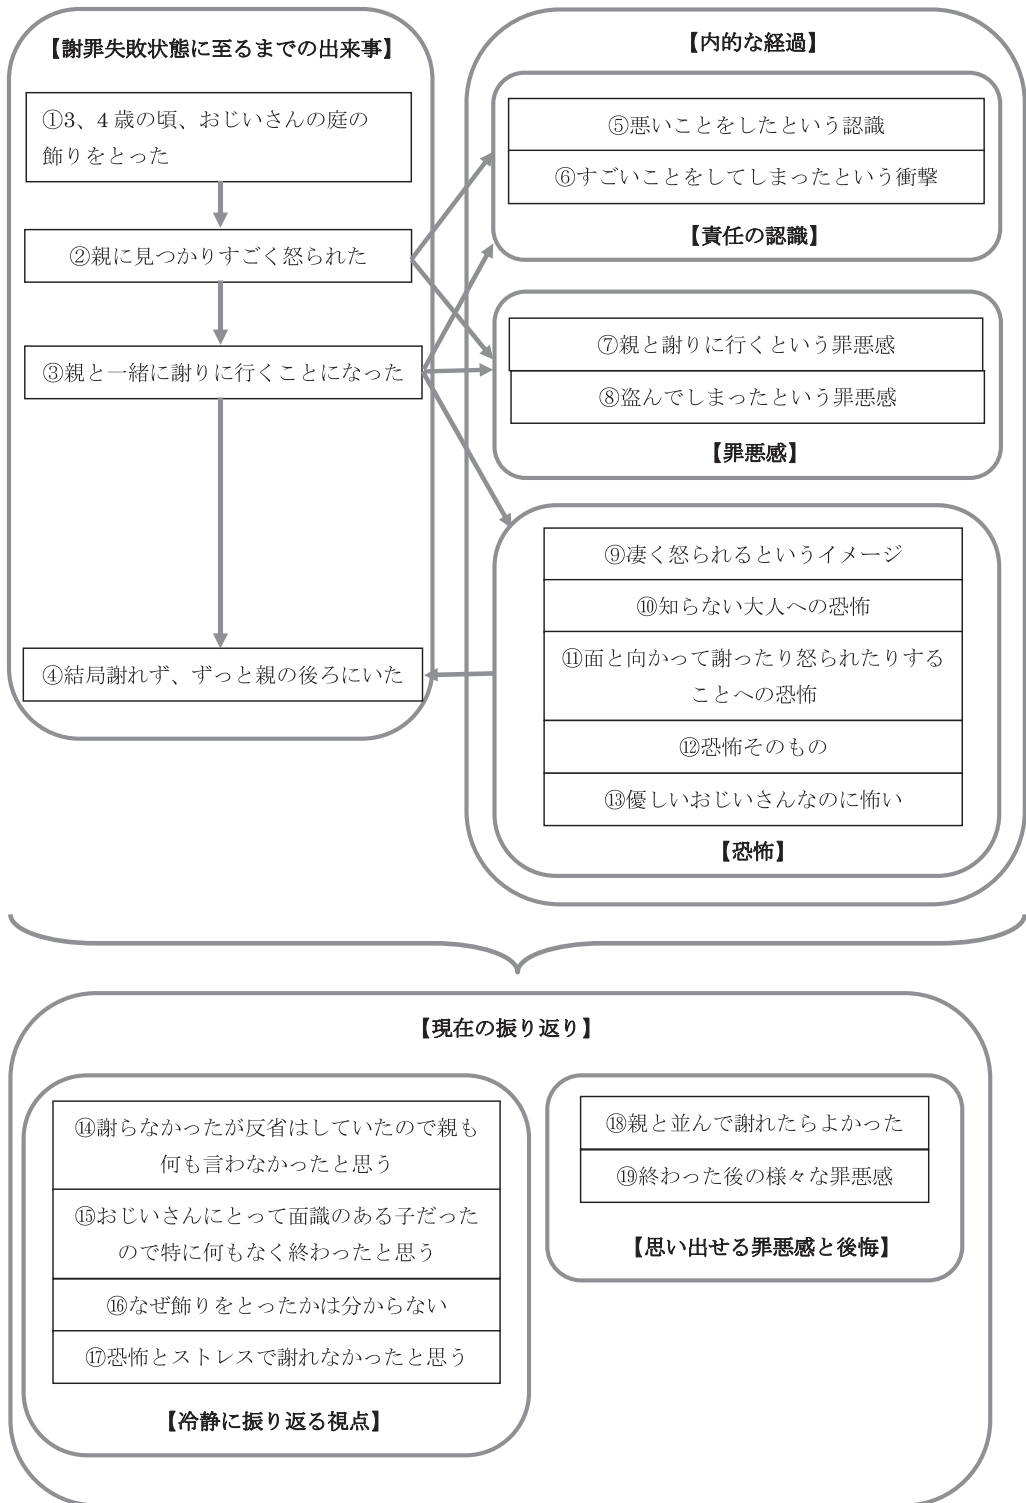 【謝罪失敗状態に至るまでの出来事】
①3、4 歳の頃、おじいさんの庭の
飾りをとった
②親に見つかりすごく怒られた
③親と一緒に謝りに行くことになった
④結局謝れず、ずっと親の後ろにいた
【内的な経過】
⑤悪いことをしたという認識
⑥すごいことをしてしまったという衝撃
【責任の認識】
⑦親と謝りに行くという罪悪感
⑧盗んでしまったという罪悪感
【罪悪感】
⑨凄く怒られるというイメージ
⑩知らない大人への恐怖
⑪面と向かって謝ったり怒られたりする
ことへの恐怖
⑫恐怖そのもの
⑬優しいおじいさんなのに怖い
【恐怖】
【現在の振り返り】
⑭謝らなかったが反省はしていたので親も
何も言わなかったと思う
⑮おじいさんにとって面識のある子だった
ので特に何もなく終わったと思う
⑯なぜ飾りをとったかは分からない
⑰恐怖とストレスで謝れなかったと思う
【冷静に振り返る視点】
⑱親と並んで謝れたらよかった
⑲終わった後の様々な罪悪感
【思い出せる罪悪感と後悔】